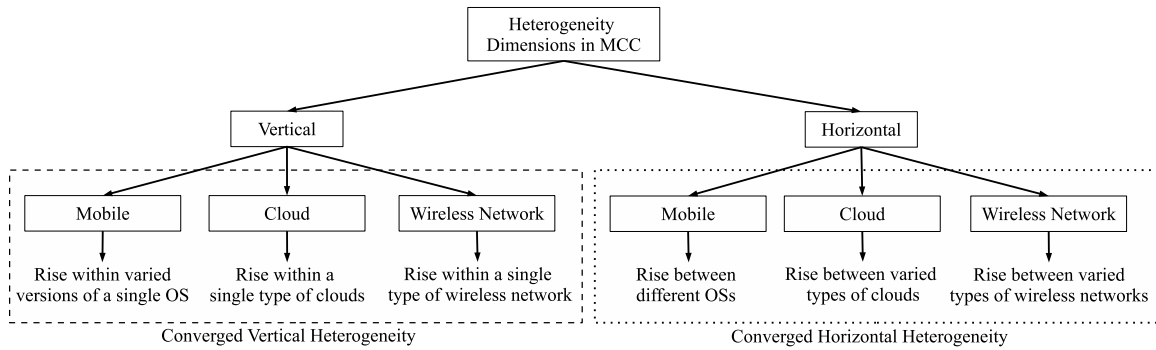 Heterogeneity
Dimensions in MCC
Vertical
Horizontal
Mobile
Cloud
Wireless Network
Rise within varied
versions of a single OS
Rise within a
single type of clouds
Rise within a single
type of wireless network
Converged Vertical Heterogeneity
Mobile
Cloud
Wireless Network
Rise between
different OSs
Rise between varied
types of clouds
Rise between varied
types of wireless networks
Converged Horizontal Heterogeneity